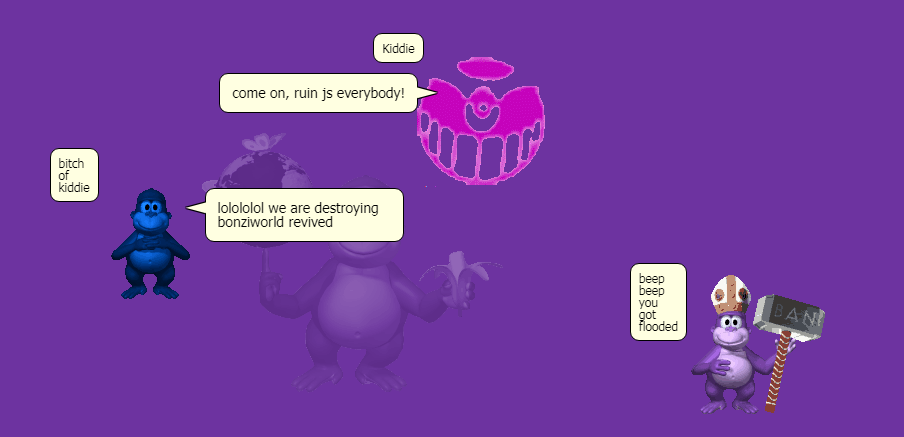 Kiddie
come on, ruin js everybody!
bitch
of
kiddie
lolololol we are destroying
bonziworld revived
beep
beep
you
got
flooded
BAN